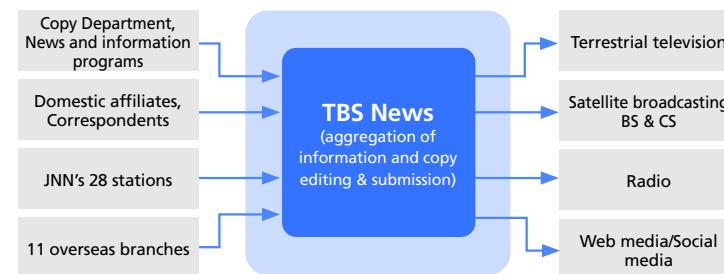 Copy Department,
News and information
programs
Domestic affiliates,
Correspondents
JNN's 28 stations
11 overseas branches
TBS News
(aggregation of
information and copy
editing & submission)
Terrestrial television
Satellite broadcasting
BS & CS
Radio
Web media/Social
media